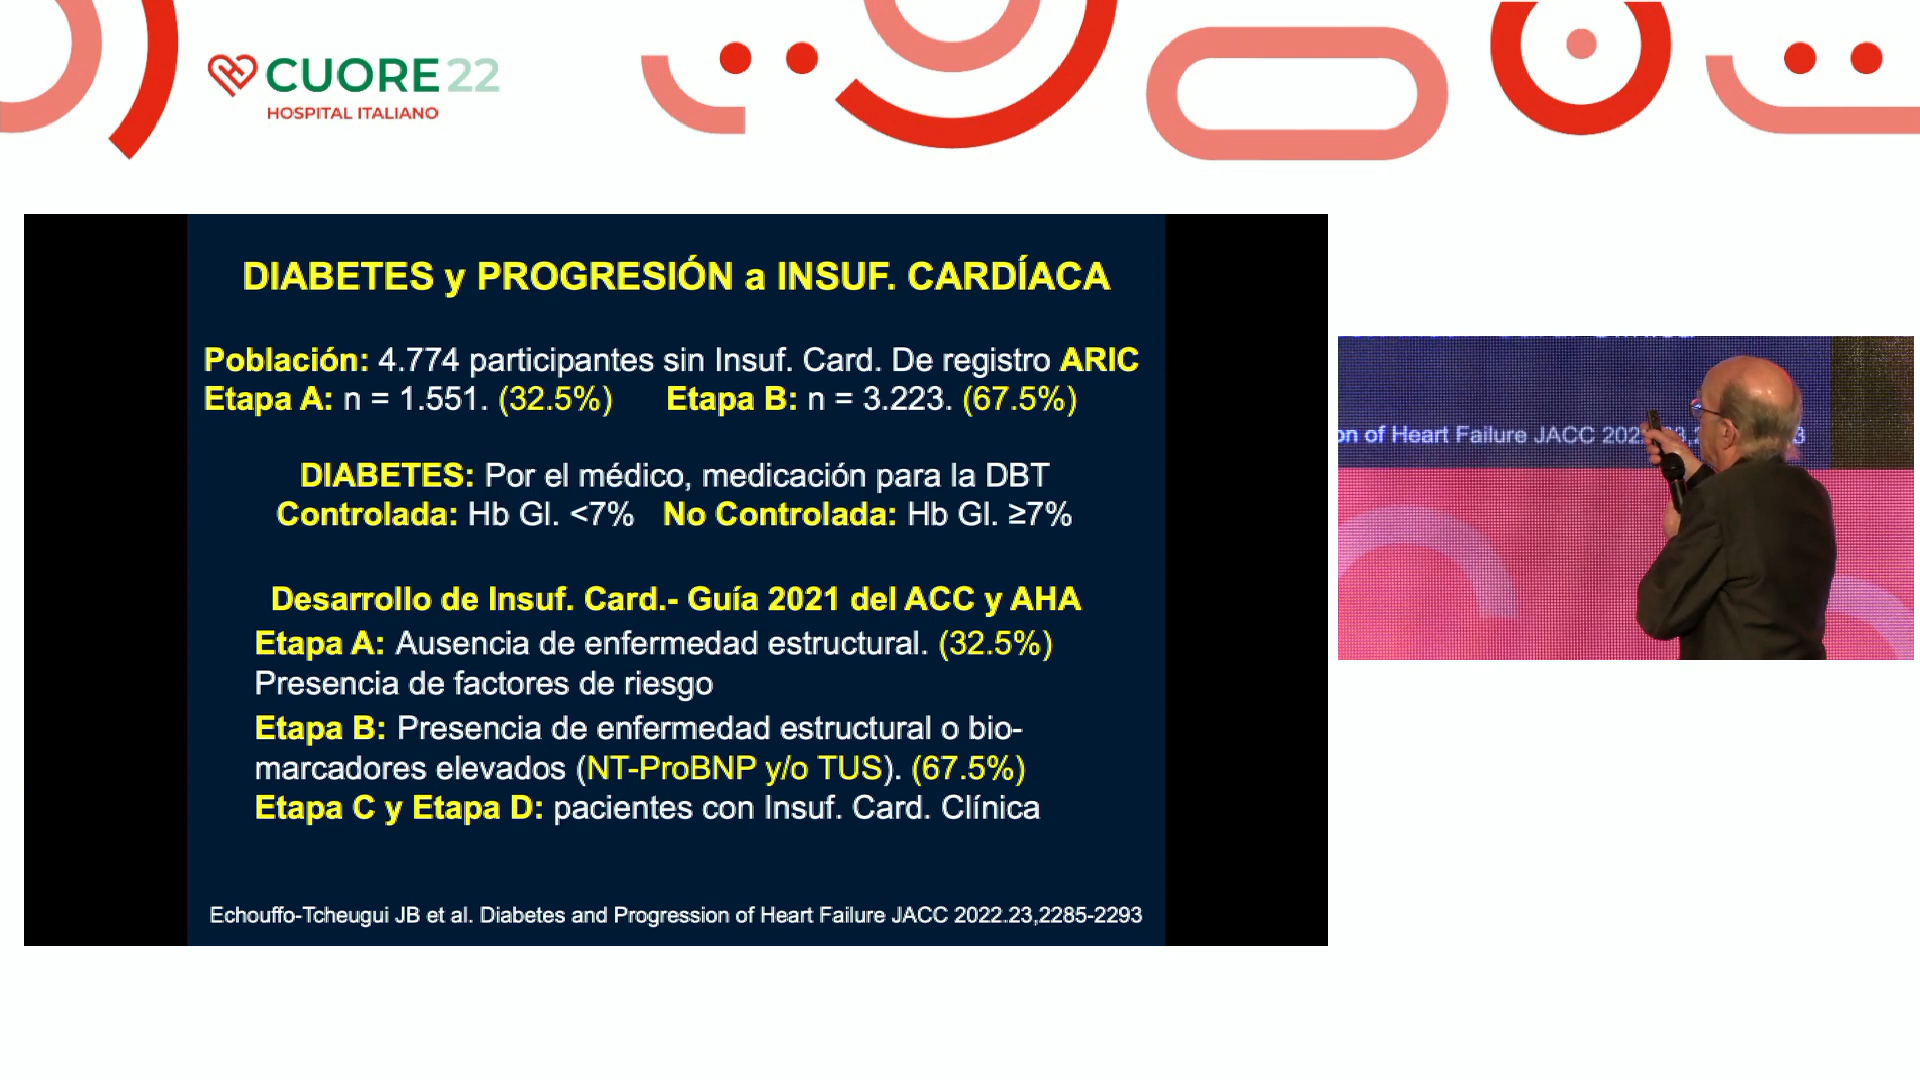 CUORE 22
HOSPITAL ITALIANO
DIABETES y PROGRESIÓN a INSUF. CARDÍACA
Población: 4.774 participantes sin Insuf. Card. De registro ARIC
Etapa A: n = 1.551. (32.5%) Etapa B: n = 3.223. (67.5%)
DIABETES: Por el médico, medicación para la DBT
Controlada: Hb Gl. <7% No Controlada: Hb Gl. ≥7%
Desarrollo de Insuf. Card.- Guía 2021 del ACC y AHA
Etapa A: Ausencia de enfermedad estructural. (32.5%)
Presencia de factores de riesgo
Etapa B: Presencia de enfermedad estructural o bio-
marcadores elevados (NT-ProBNP y/o TUS). (67.5%)
Etapa C y Etapa D: pacientes con Insuf. Card. Clínica
Echouffo-Tcheugui JB et al. Diabetes and Progression of Heart Failure JACC 2022.23,2285-2293
on of Heart Failure JACC 202